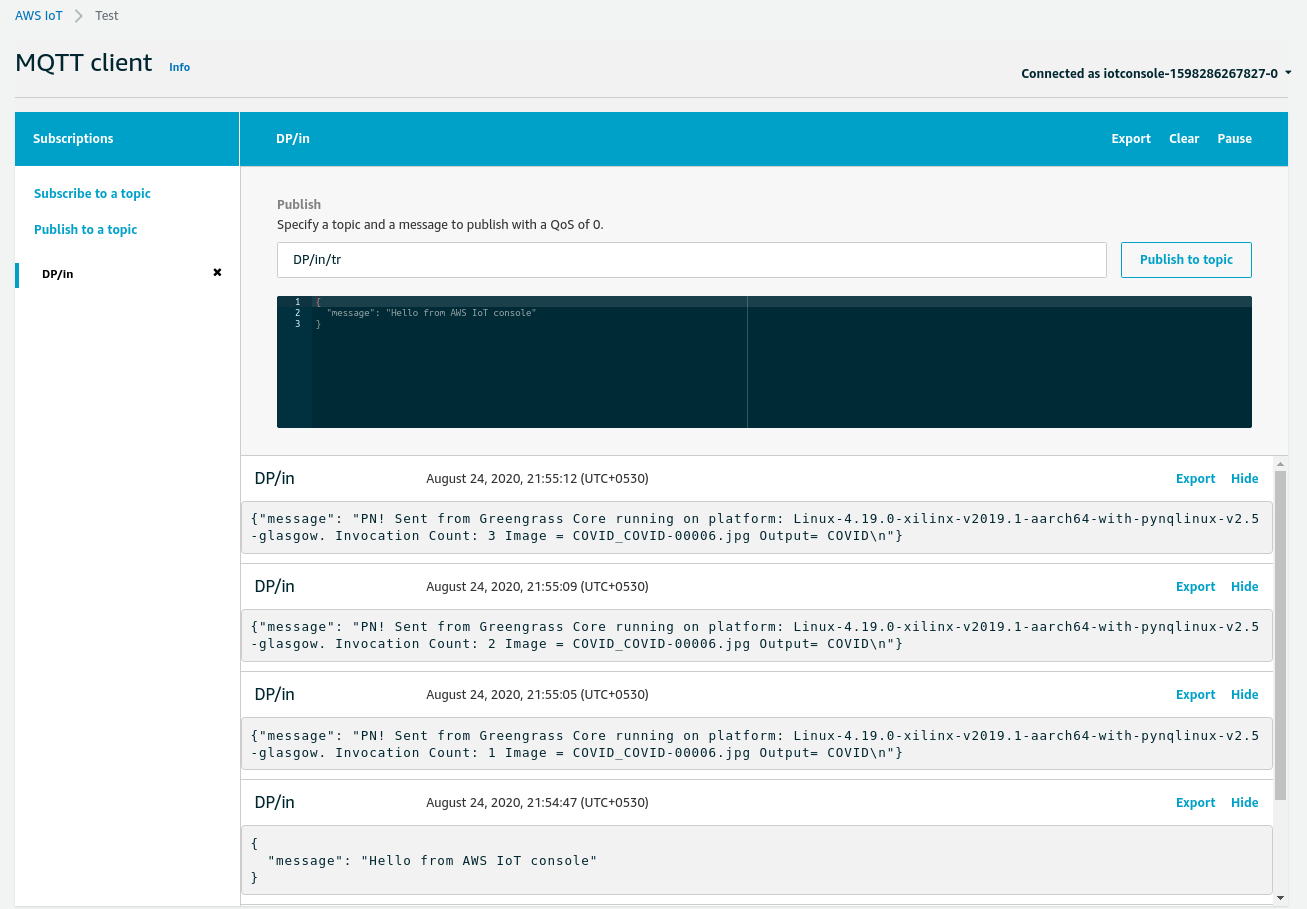 AWS IoT > Test
MQTT client Info
Connected as iotconsole-1598286267827-0
Subscriptions
DP/in
Export Clear Pause
Subscribe to a topic
Publish to a topic
DP/in
Publish
Specify a topic and a message to publish with a QoS of 0.
DP/in/tr
Publish to topic
1 {
2 "message": "Hello from AWS IoT console"
3 }
DP/in August 24, 2020, 21:55:12 (UTC+0530) Export Hide
{"message": "PN! Sent from Greengrass Core running on platform: Linux-4.19.0-xilinx-v2019.1-aarch64-with-pynqlinux-v2.5
-glasgow. Invocation Count: 3 Image = COVID_COVID-00006.jpg Output= COVID\n"}
DP/in August 24, 2020, 21:55:09 (UTC+0530) Export Hide
{"message": "PN! Sent from Greengrass Core running on platform: Linux-4.19.0-xilinx-v2019.1-aarch64-with-pynqlinux-v2.5
-glasgow. Invocation Count: 2 Image = COVID_COVID-00006.jpg Output= COVID\n"}
DP/in August 24, 2020, 21:55:05 (UTC+0530) Export Hide
{"message": "PN! Sent from Greengrass Core running on platform: Linux-4.19.0-xilinx-v2019.1-aarch64-with-pynqlinux-v2.5
-glasgow. Invocation Count: 1 Image = COVID_COVID-00006.jpg Output= COVID\n"}
DP/in August 24, 2020, 21:54:47 (UTC+0530) Export Hide
{
"message": "Hello from AWS IoT console"
}